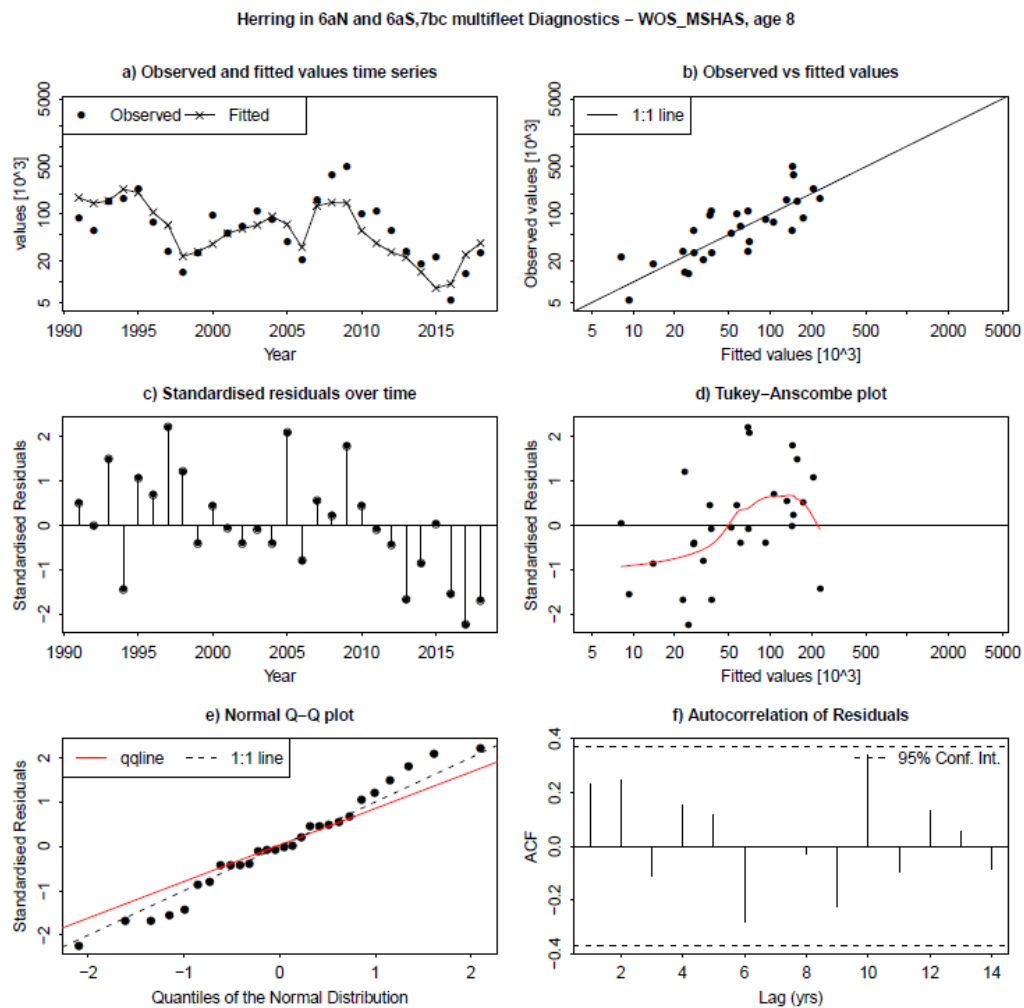 Herring in 6aN and 6aS,7bc multifleet Diagnostics – WOS_MSHAS, age 8
a) Observed and fitted values time series
values [10^3]
5000
500
100
20
5
Observed
Fitted
1990 1995 2000 2005 2010 2015
Year
b) Observed vs fitted values
Observed values [10^3]
5000
500
100
20
5
1:1 line
5 10 20 50 100 200 500 5000
Fitted values [10^3]
c) Standardised residuals over time
Standardised Residuals
2
1
0
−1
−2
1990 1995 2000 2005 2010 2015
Year
d) Tukey−Anscombe plot
Standardised Residuals
2
1
0
−1
−2
5 10 20 50 100 200 500 5000
Fitted values [10^3]
e) Normal Q−Q plot
Standardised Residuals
2
1
0
−1
−2
qqline
1:1 line
−2 −1 0 1 2
Quantiles of the Normal Distribution
f) Autocorrelation of Residuals
ACF
0.4
0.2
0.0
−0.2
−0.4
95% Conf. Int.
2 4 6 8 10 12 14
Lag (yrs)